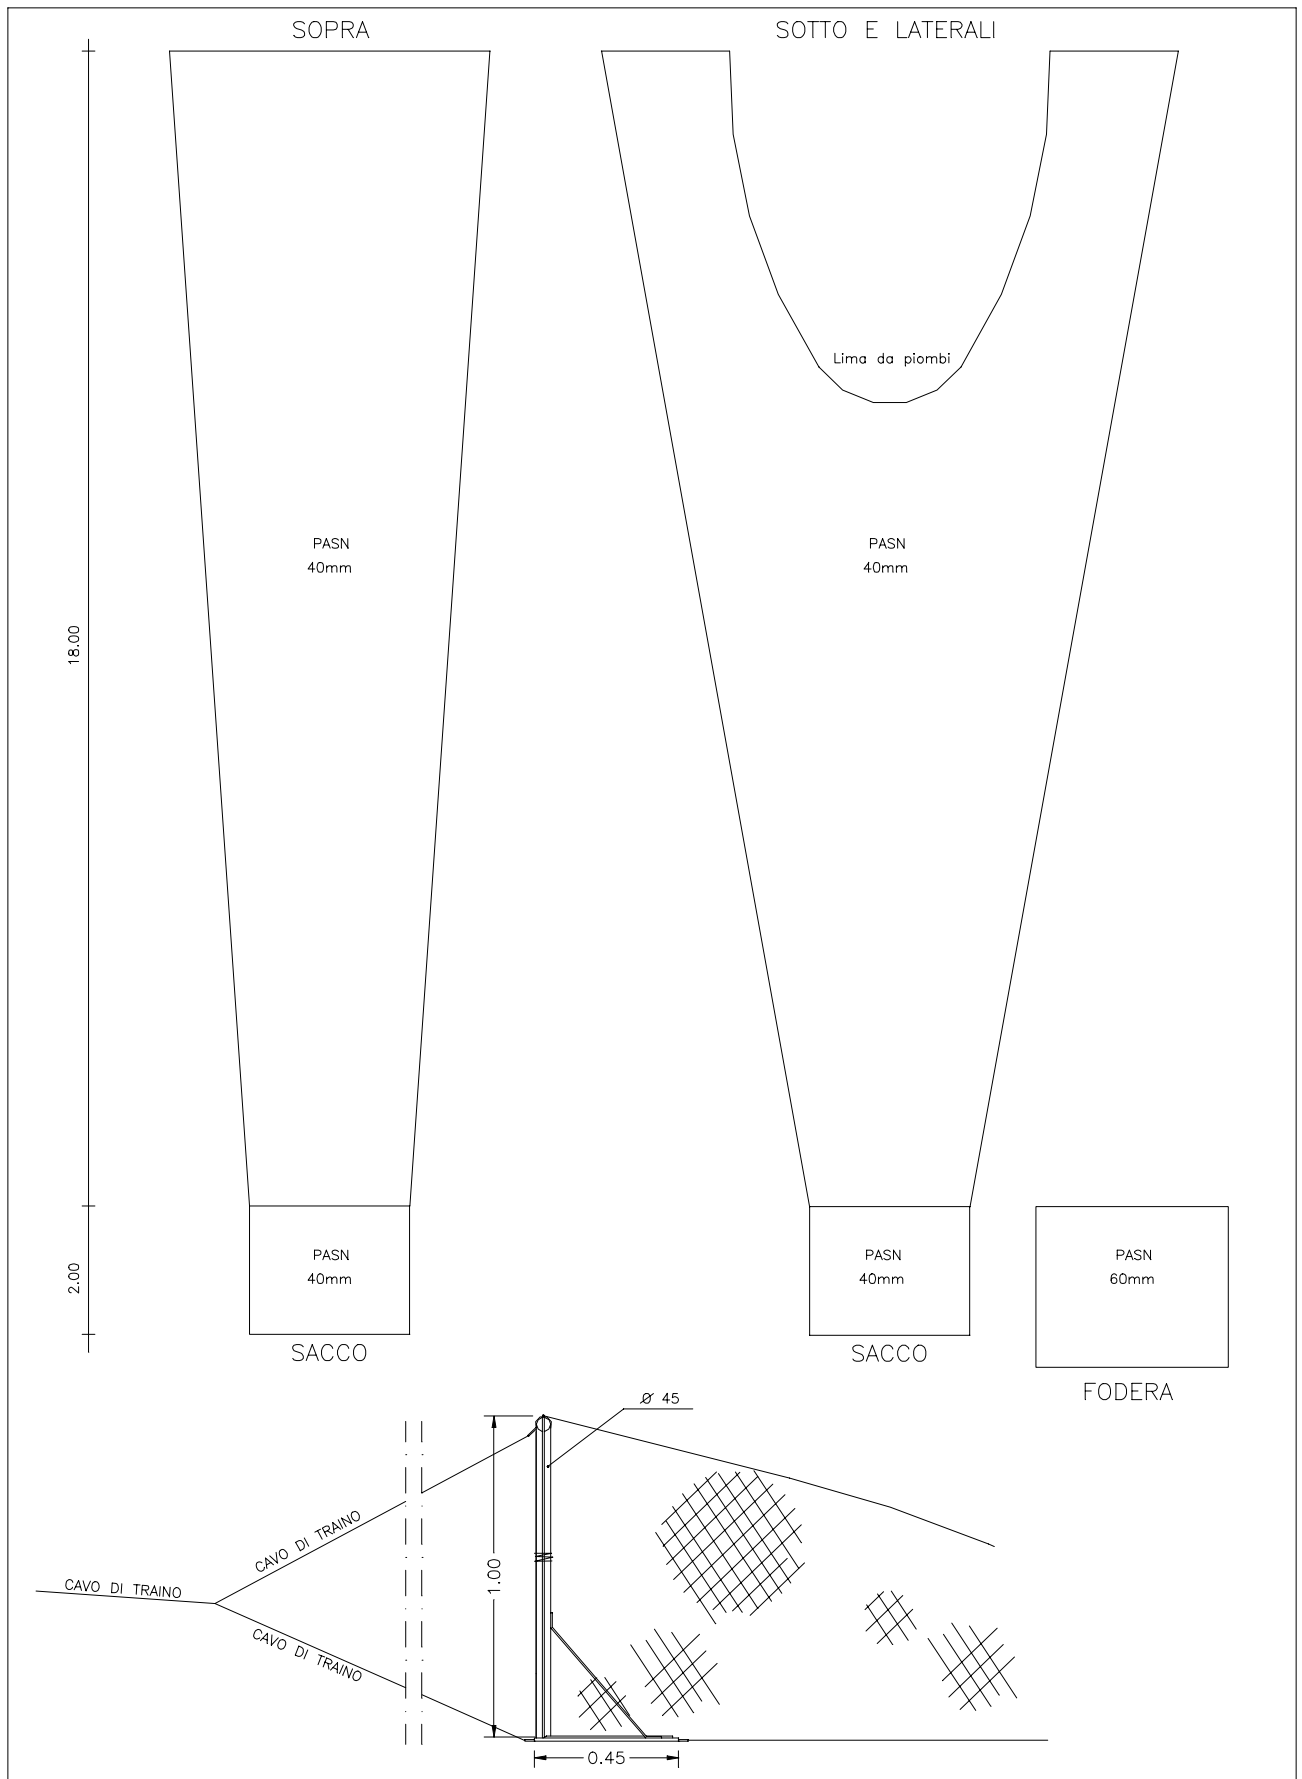 SOPRA
SOTTO E LATERALI
Lima da piombi
PASN
40mm
PASN
40mm
18.00
2.00
PASN
40mm
PASN
40mm
PASN
60mm
SACCO
SACCO
FODERA
Ø 45
CAVO DI TRAINO
CAVO DI TRAINO
CAVO DI TRAINO
1.00
0.45